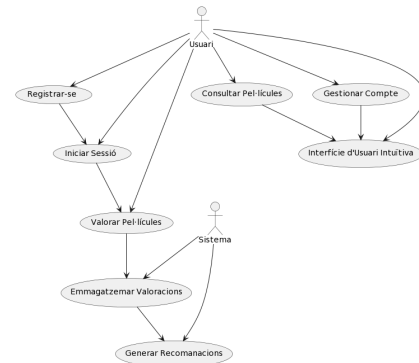 Usuari
Registrar-se
Consultar Pel·lícules
Gestionar Compte
Iniciar Sessió
Interfície d'Usuari Intuïtiva
Valorar Pel·lícules
Sistema
Emmagatzemar Valoracions
Generar Recomanacions